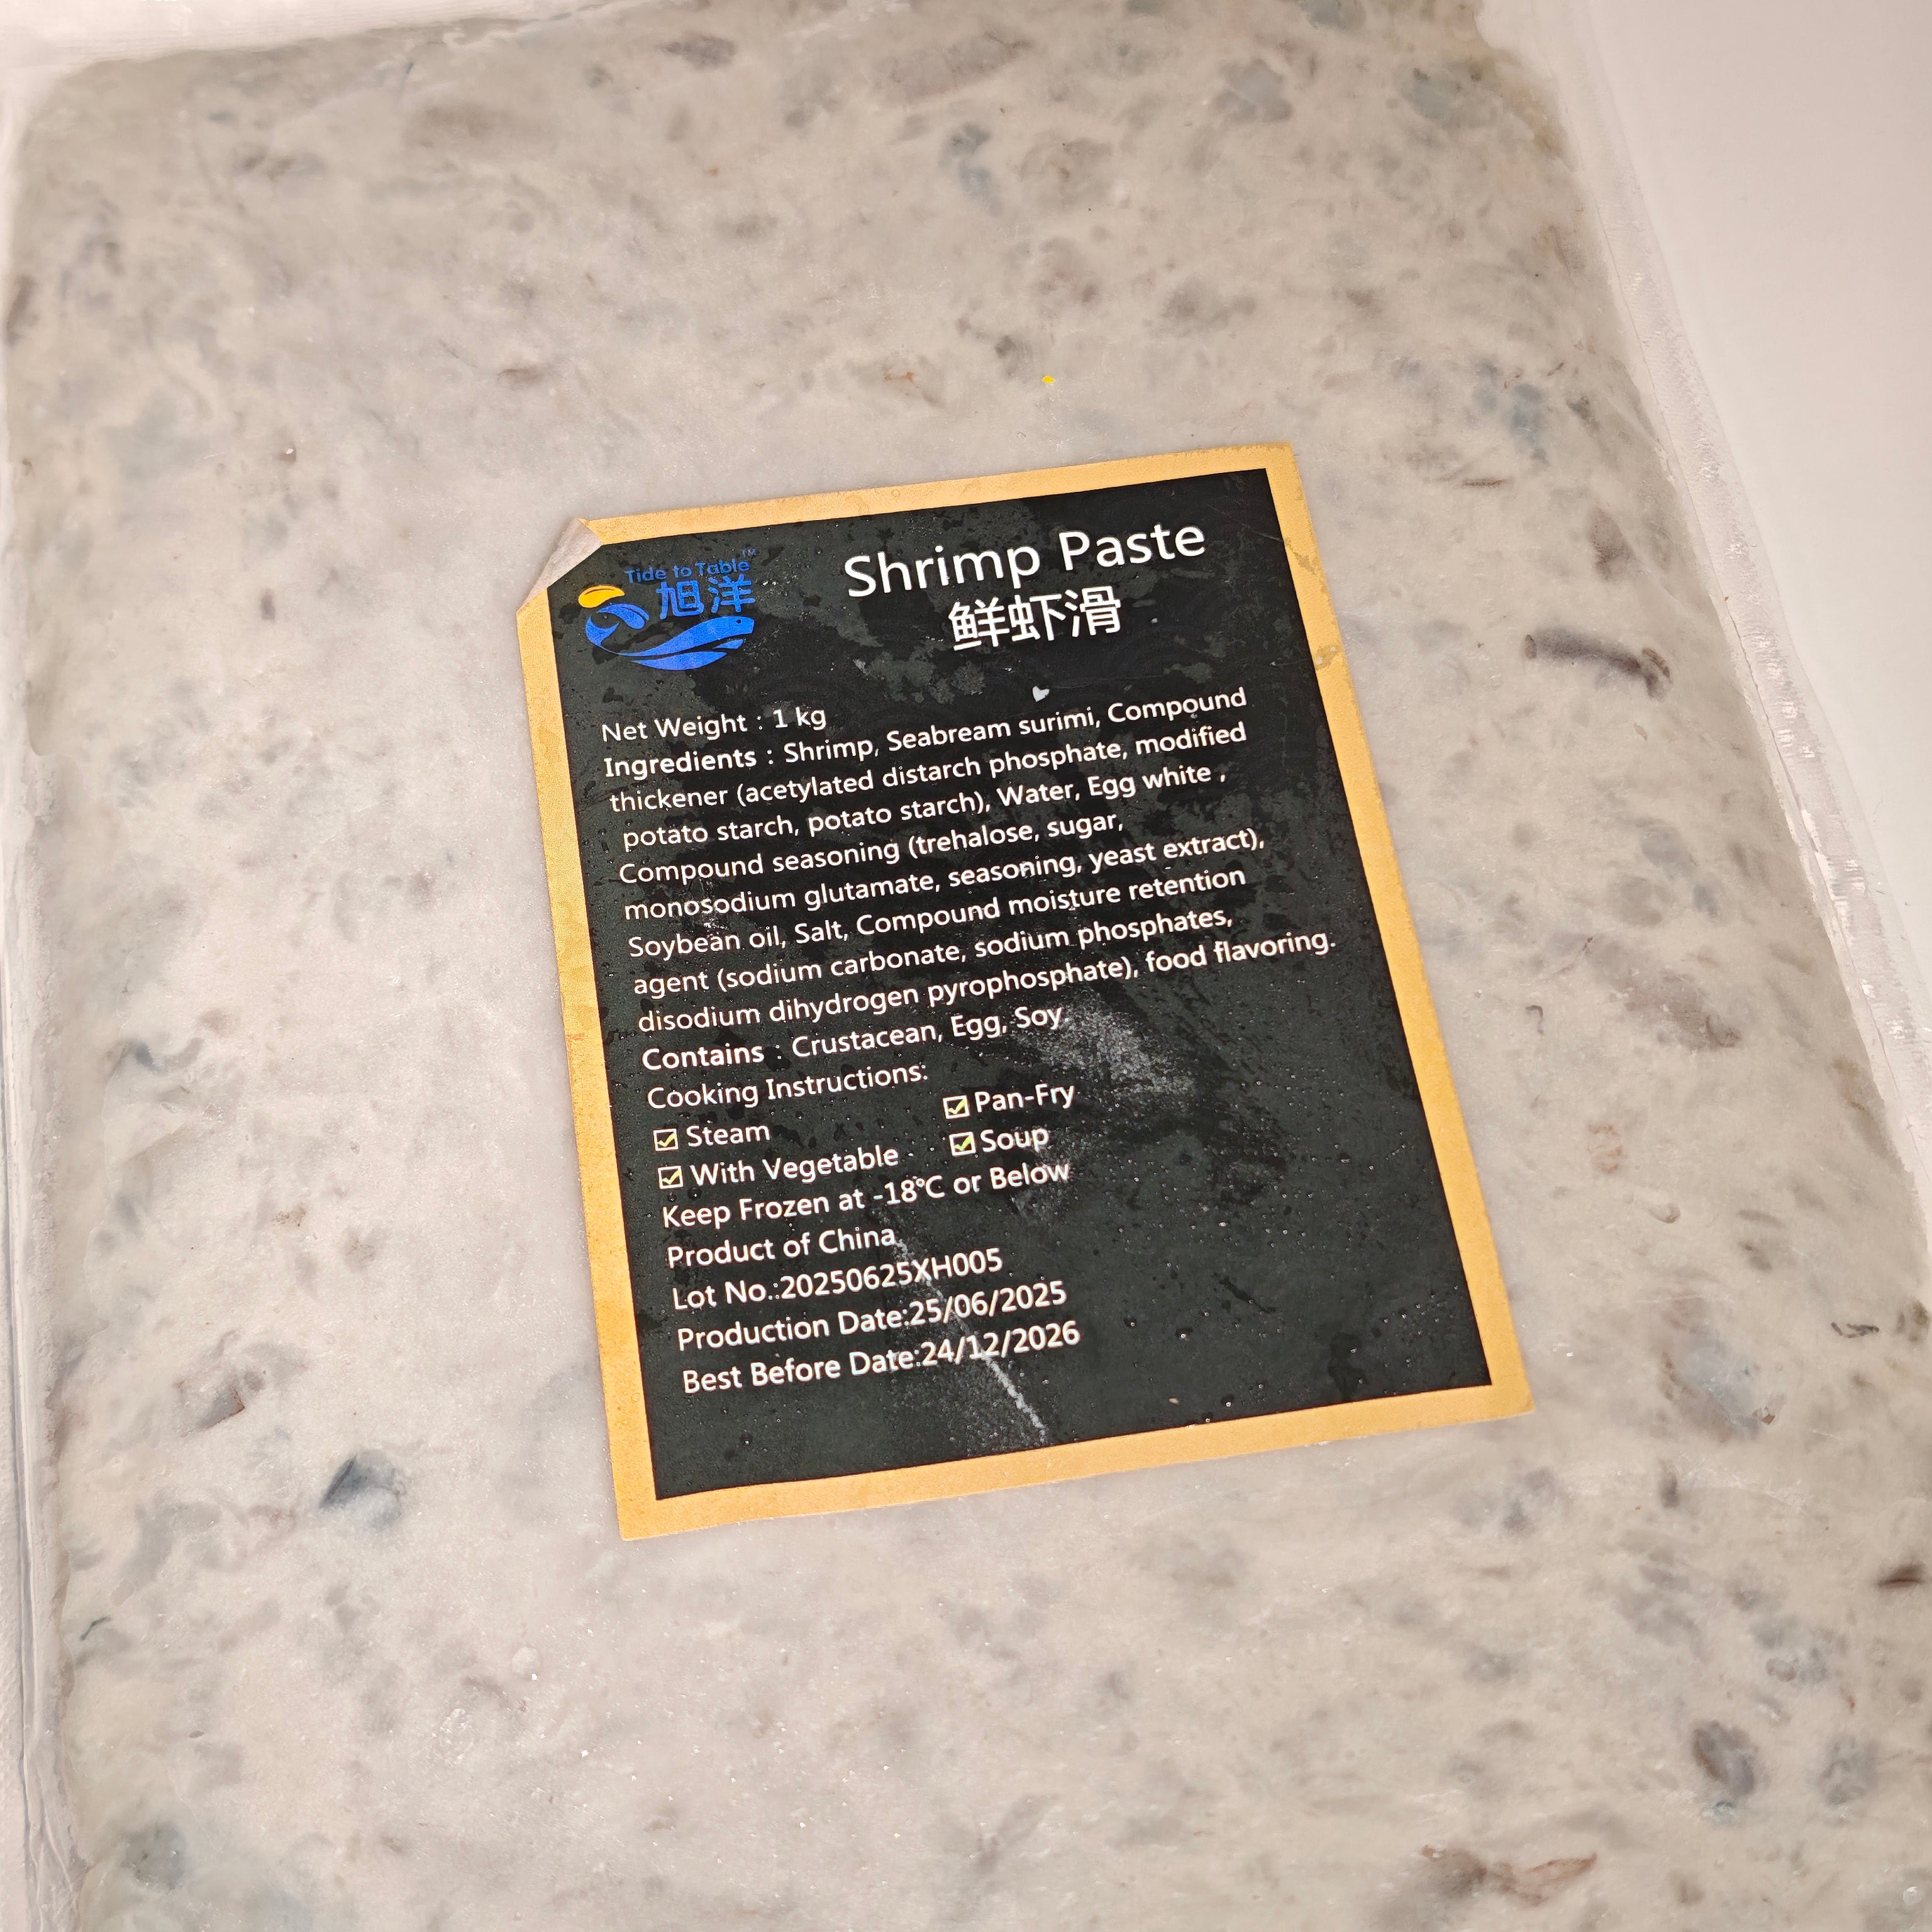 Tide to Table™
旭洋
Shrimp Paste
鲜虾滑
Net Weight : 1 kg
Ingredients : Shrimp, Seabream surimi, Compound
thickener (acetylated distarch phosphate, modified
potato starch, potato starch), Water, Egg white ,
Compound seasoning (trehalose, sugar,
monosodium glutamate, seasoning, yeast extract),
Soybean oil, Salt, Compound moisture retention
agent (sodium carbonate, sodium phosphates,
disodium dihydrogen pyrophosphate), food flavoring.
Contains : Crustacean, Egg, Soy.
Cooking Instructions:
☑ Steam ☑ Pan-Fry
☑ With Vegetable ☑ Soup
Keep Frozen at -18℃ or Below
Product of China
Lot No.:20250625XH005
Production Date:25/06/2025
Best Before Date:24/12/2026